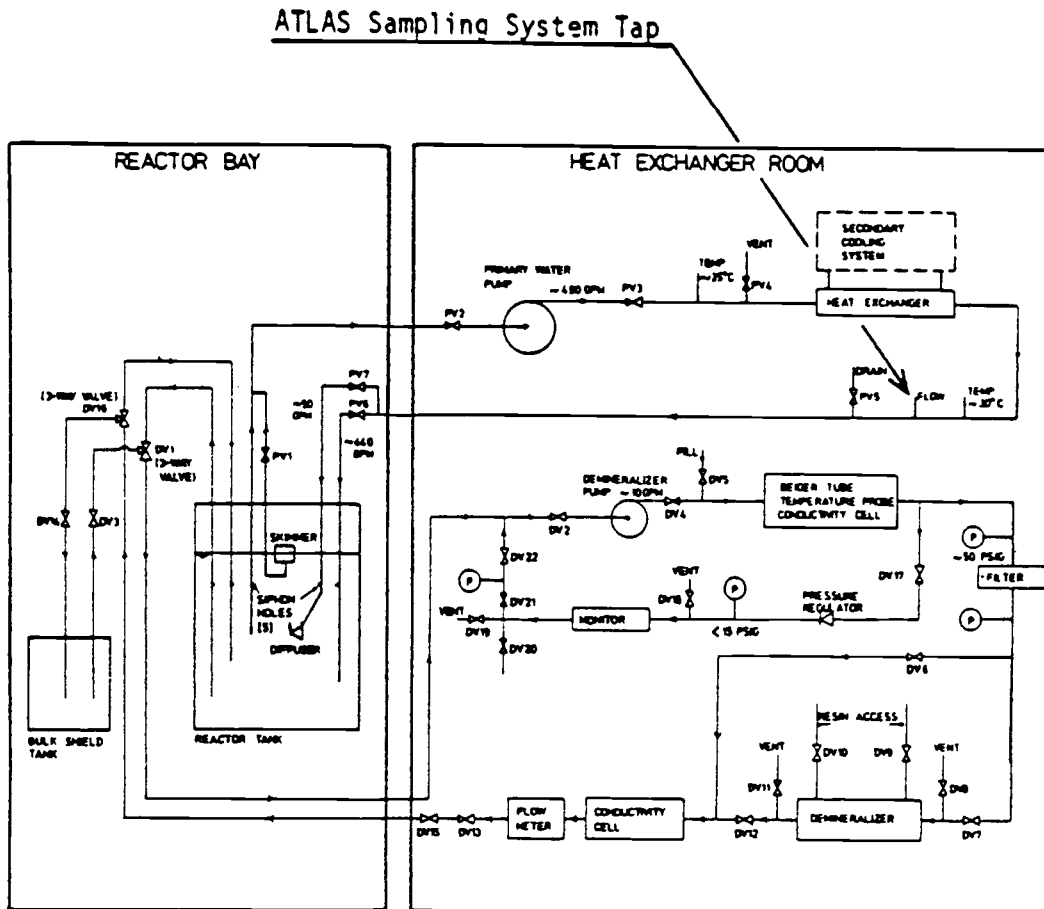 ATLAS Sampling System Tap
REACTOR BAY
HEAT EXCHANGER ROOM
SECONDARY
COOLING
SYSTEM
VENT
TEMP
~35°C
PRIMARY WATER
PUMP
~490 GPM
PV3
PV4
HEAT EXCHANGER
PV2
DRAIN
PV5
FLOW
TEMP
~30°C
PV7
~50
GPM
PV6
~440
GPM
(3-WAY VALVE)
DV16
DV1
(3-WAY
VALVE)
PV1
DV14
DV3
SKIMMER
SIPHON
HOLES
[5]
DIFFUSER
BULK SHIELD
TANK
REACTOR TANK
FILL
DV5
DEMINERALIZER
PUMP ~10GPM
DV4
DV2
TEMPERATURE PROBE
CONDUCTIVITY CELL
P
~50 PSIG
FILTER
P
DV22
P
DV21
VENT
DV19
DV20
MONITOR
VENT
DV18
P
<15 PSIG
PRESSURE
REGULATOR
DV17
DV6
RESIN ACCESS
DV10
DV9
VENT
DV11
VENT
DV8
DEMINERALIZER
DV7
DV12
CONDUCTIVITY
CELL
FLOW
METER
DV13
DV15